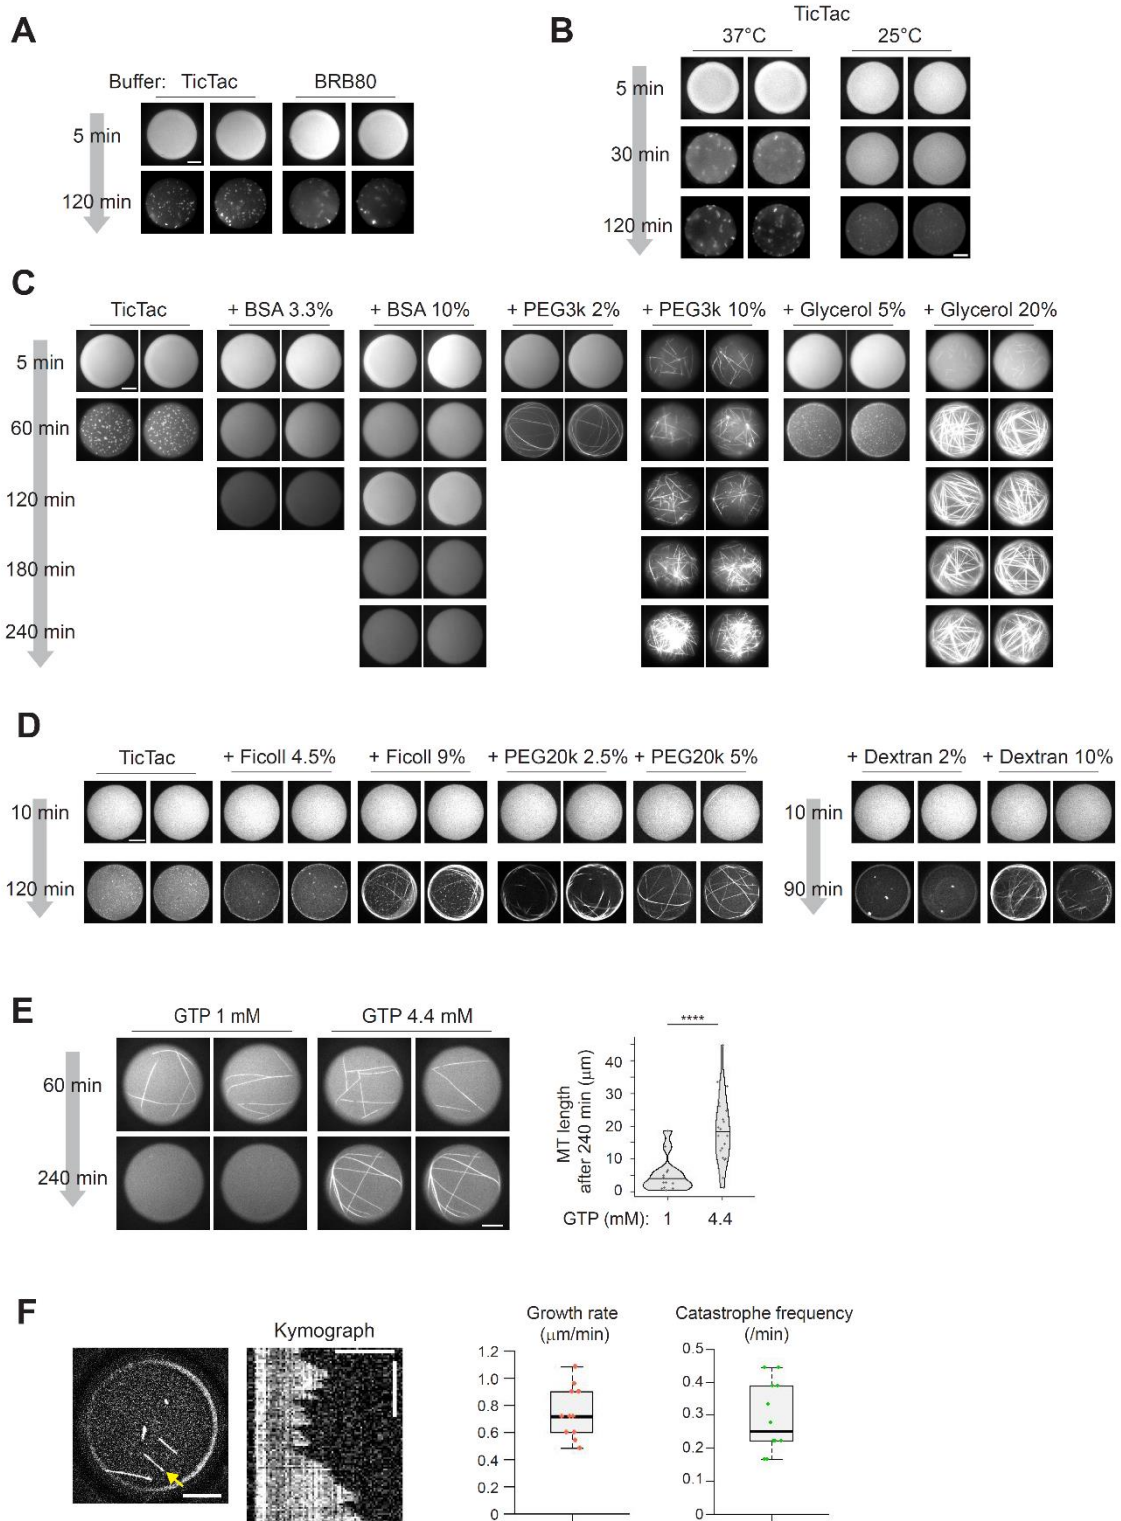 A
Buffer: TicTac BRB80
5 min
120 min
B
TicTac
37°C 25°C
5 min
30 min
120 min
C
TicTac + BSA 3.3% + BSA 10% + PEG3k 2% + PEG3k 10% + Glycerol 5% + Glycerol 20%
5 min
60 min
120 min
180 min
240 min
D
TicTac + Ficoll 4.5% + Ficoll 9% + PEG20k 2.5% + PEG20k 5% + Dextran 2% + Dextran 10%
10 min 10 min
120 min 90 min
E
GTP 1 mM GTP 4.4 mM
60 min
240 min
****
MT length
after 240 min (μm)
40
30
20
10
0
GTP (mM): 1 4.4
F
Kymograph
Growth rate
(μm/min)
1.2
1.0
0.8
0.6
0.4
0.2
0
Catastrophe frequency
(/min)
0.5
0.4
0.3
0.2
0.1
0